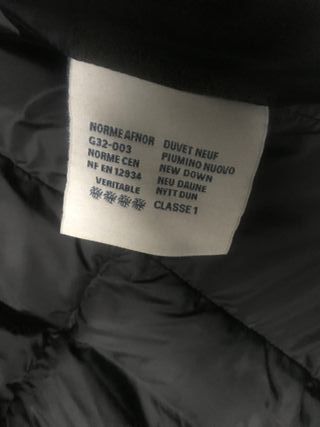 NORME AFNOR
G32-003
NORME CEN
NF EN 12934
VERITABLE
DUVET NEUF
PIUMINO NUOVO
NEW DOWN
NEU DAUNE
NYTT DUN
CLASSE 1